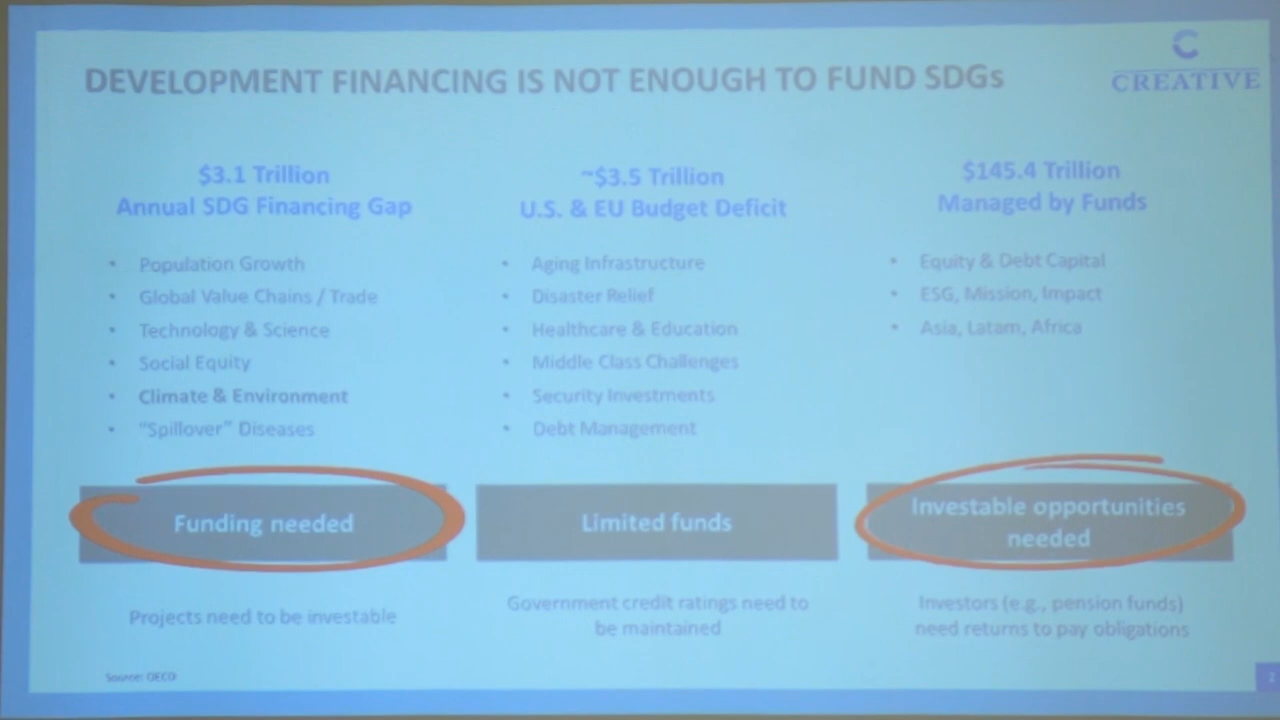 DEVELOPMENT FINANCING IS NOT ENOUGH TO FUND SDGs
C
CREATIVE
$3.1 Trillion
Annual SDG Financing Gap
• Population Growth
• Global Value Chains / Trade
• Technology & Science
• Social Equity
• Climate & Environment
• "Spillover" Diseases
Funding needed
Projects need to be investable
~$3.5 Trillion
U.S. & EU Budget Deficit
• Aging Infrastructure
• Disaster Relief
• Healthcare & Education
• Middle Class Challenges
• Security Investments
• Debt Management
Limited funds
Government credit ratings need to
be maintained
$145.4 Trillion
Managed by Funds
• Equity & Debt Capital
• ESG, Mission, Impact
• Asia, Latam, Africa
Investable opportunities
needed
Investors (e.g., pension funds)
need returns to pay obligations
Source: OECD
2